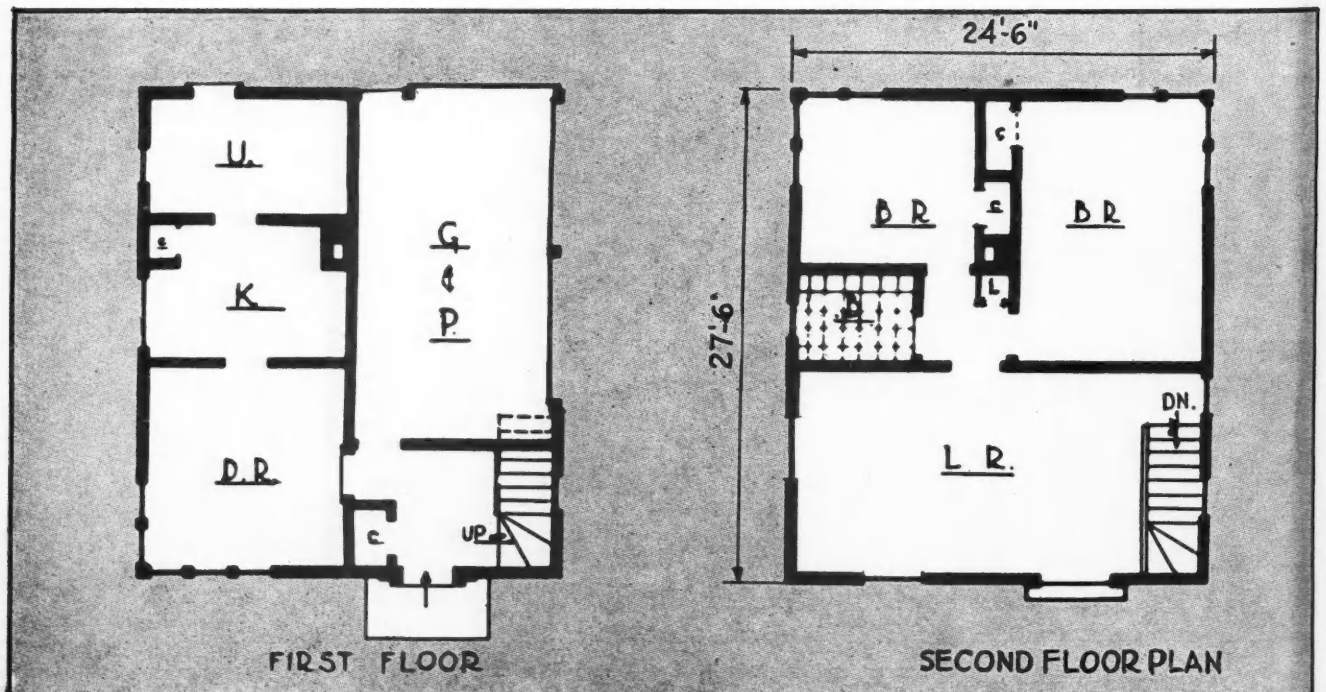 U.
c
K.
D.R.
G
&
P.
C.
UP
FIRST FLOOR
24'-6"
27'-6"
B R
C
C
B R
L
B
L. R.
DN.
SECOND FLOOR PLAN